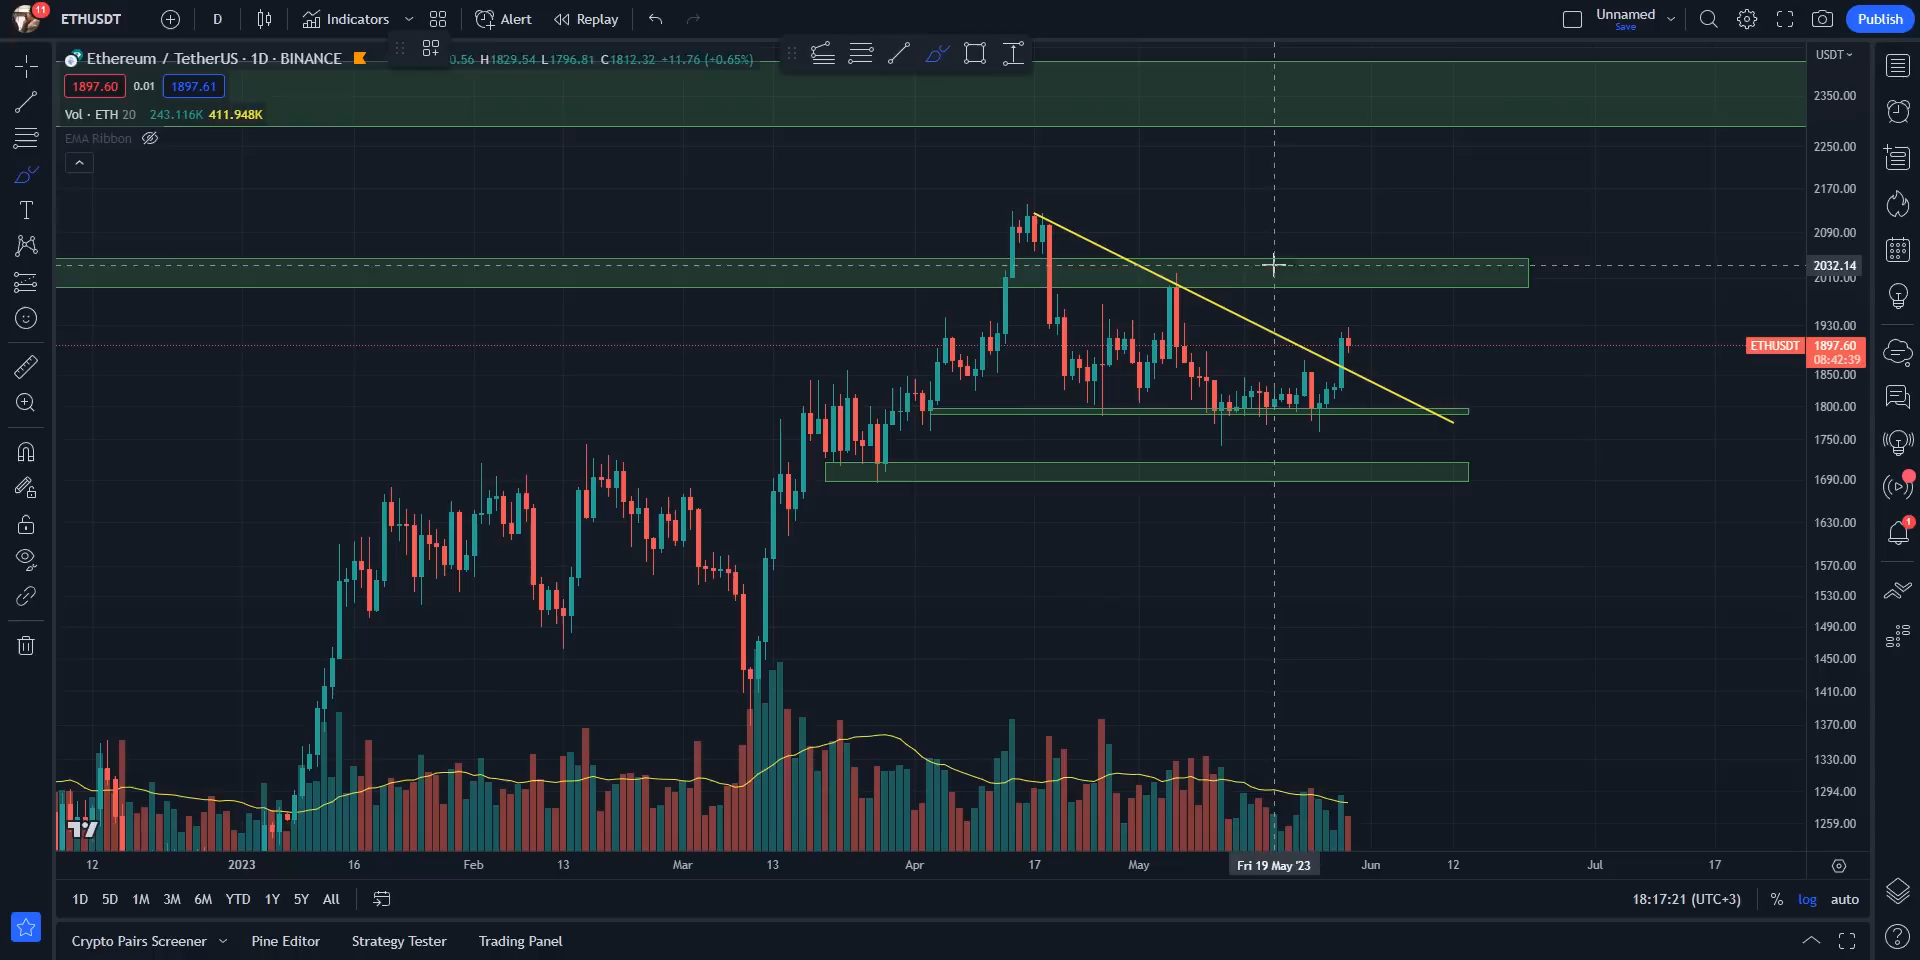 11
ETHUSDT
D
Indicators
Alert
Replay
Unnamed
Save
Publish
Ethereum / TetherUS · 1D · BINANCE
0.56 H1829.54 L1796.81 C1812.32 +11.76 (+0.65%)
USDT
1897.60 0.01 1897.61
Vol · ETH 20 243.116K 411.948K
EMA Ribbon
2350.00
2250.00
2170.00
2090.00
2032.14
2010.00
1930.00
ETHUSDT 1897.60
08:42:39
1850.00
1800.00
1750.00
1690.00
1630.00
1570.00
1530.00
1490.00
1450.00
1410.00
1370.00
1330.00
1294.00
1259.00
1
12 2023 16 Feb 13 Mar 13 Apr 17 May Fri 19 May '23 Jun 12 Jul 17
1D 5D 1M 3M 6M YTD 1Y 5Y All
18:17:21 (UTC+3) % log auto
Crypto Pairs Screener Pine Editor Strategy Tester Trading Panel